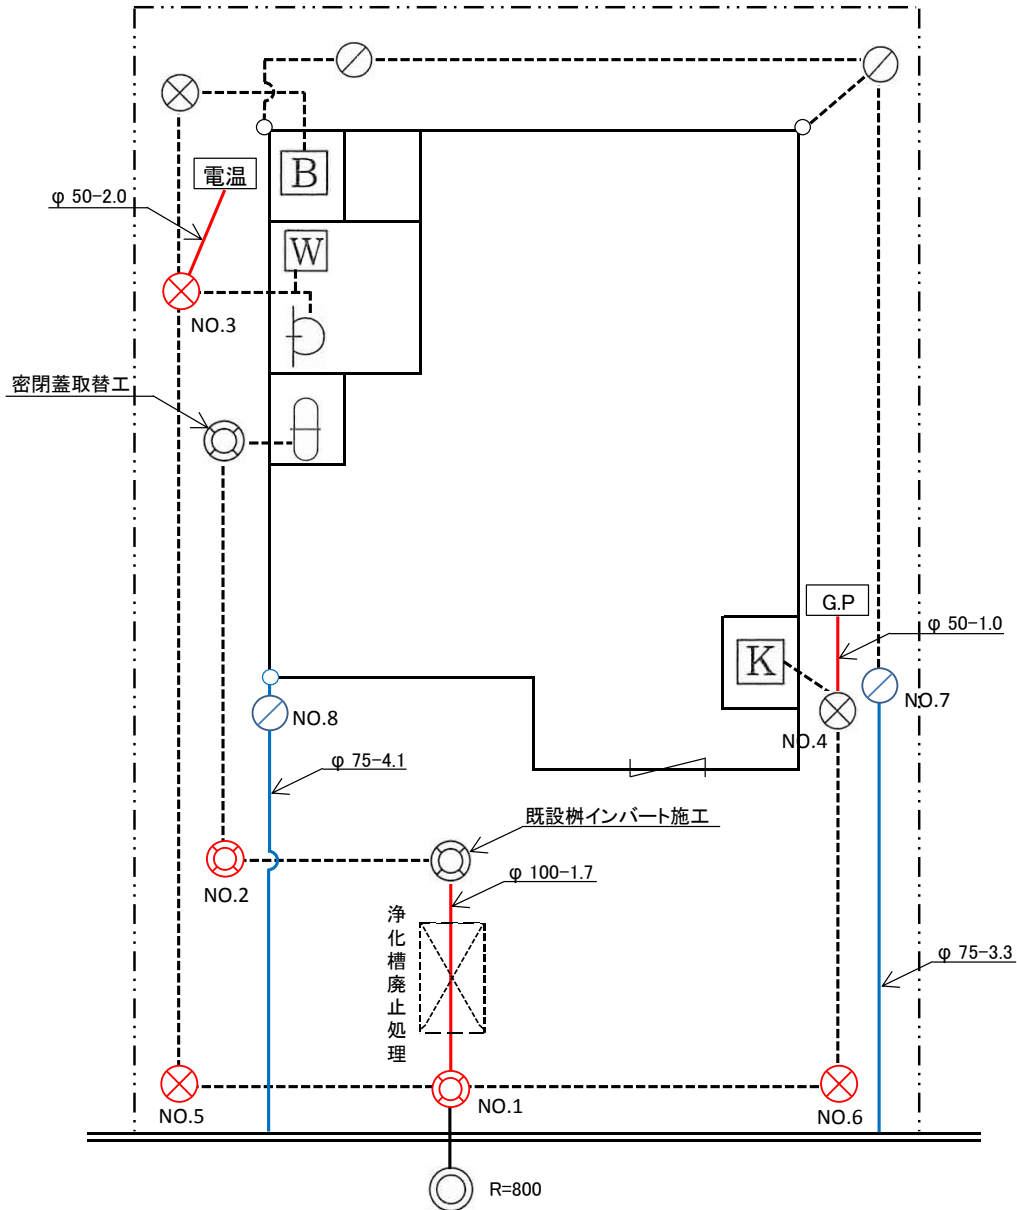 B
電温
φ 50-2.0
W
NO.3
密閉蓋取替工
G.P
φ 50-1.0
K
NO.7
NO.8
NO.4
φ 75-4.1
既設桝インバート施工
φ 100-1.7
NO.2
浄化槽廃止処理
φ 75-3.3
NO.5
NO.1
NO.6
R=800